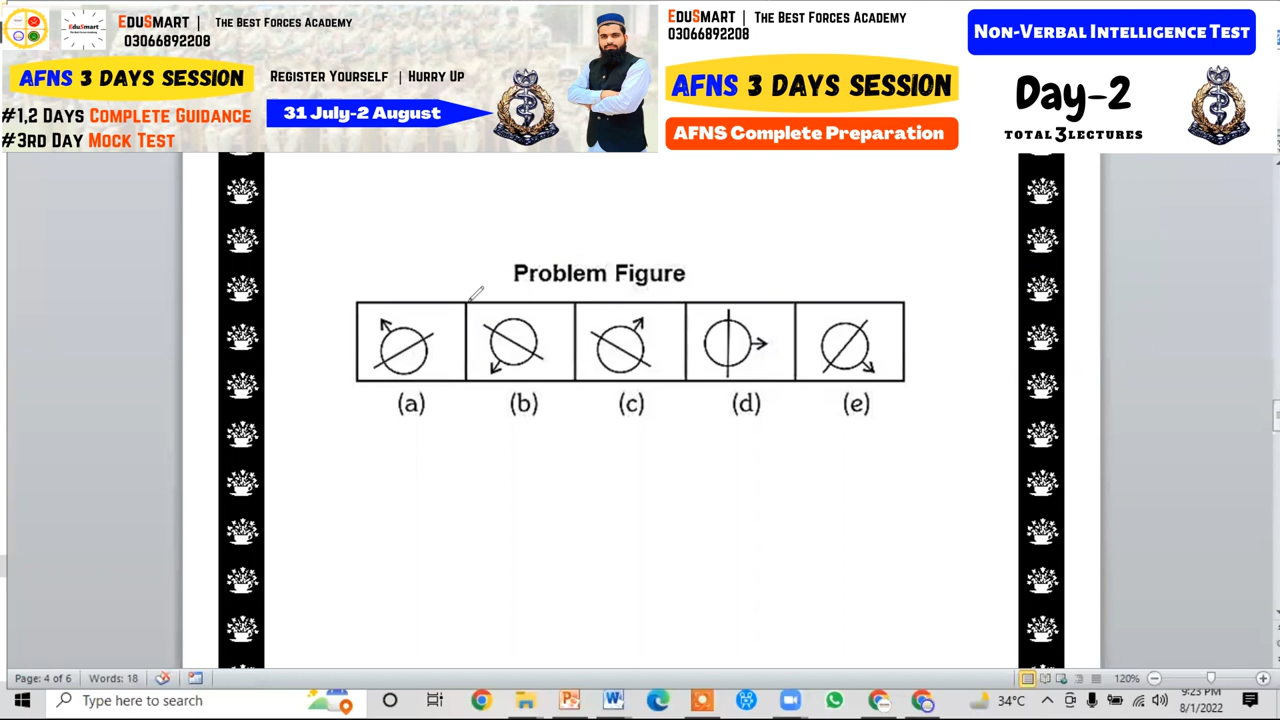 EduSmart | The Best Forces Academy
03066892208
AFNS 3 DAYS SESSION
Register Yourself | Hurry Up
31 July-2 August
#1,2 Days Complete Guidance
#3rd Day Mock Test
EduSmart | The Best Forces Academy
03066892208
AFNS 3 DAYS SESSION
AFNS Complete Preparation
Non-Verbal Intelligence Test
Day-2
Total 3 Lectures
Problem Figure
(a) (b) (c) (d) (e)
Page: 4 of 6 Words: 18
120%
Type here to search
34°C
9:23 PM
8/1/2022